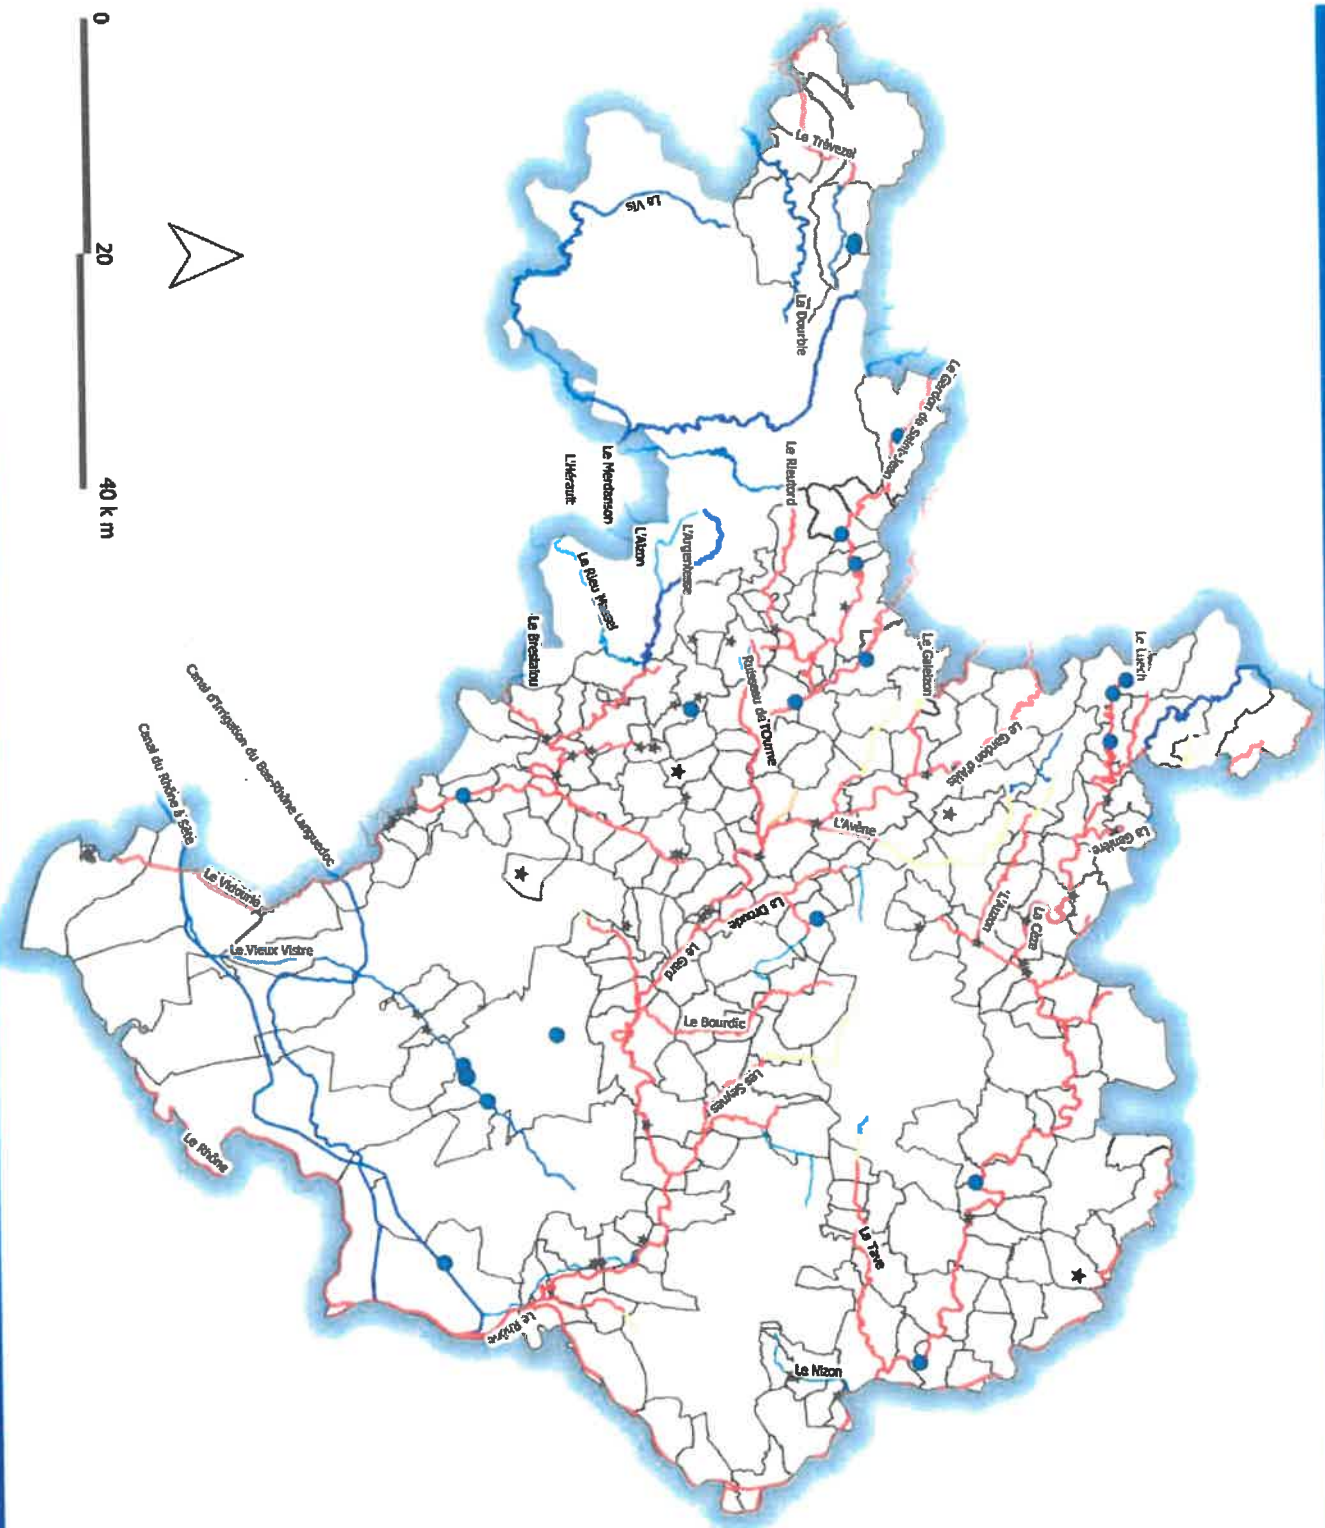 Le Trévezel
La Vis
La Dourbie
Le Gardon de Saint-Jean
Le Rieutord
Le Merdanson
L'Hérault
L'Alzon
L'Argentesse
Le Rieu Massel
Le Brestalou
Ruisseau de l'Ourne
Le Galeizon
Le Luech
Le Gardon d'Alès
L'Avène
La Ganière
L'Auzon
La Cèze
La Droude
Le Gard
Le Bourdic
Les Seynes
La Tave
Le Nizon
Le Rhône
Le Rhône
Canal d'Irrigation du Bas-Rhône Languedoc
Canal du Rhône à Sète
Le Vidourle
Le Vieux Vistre
0
20
40 km